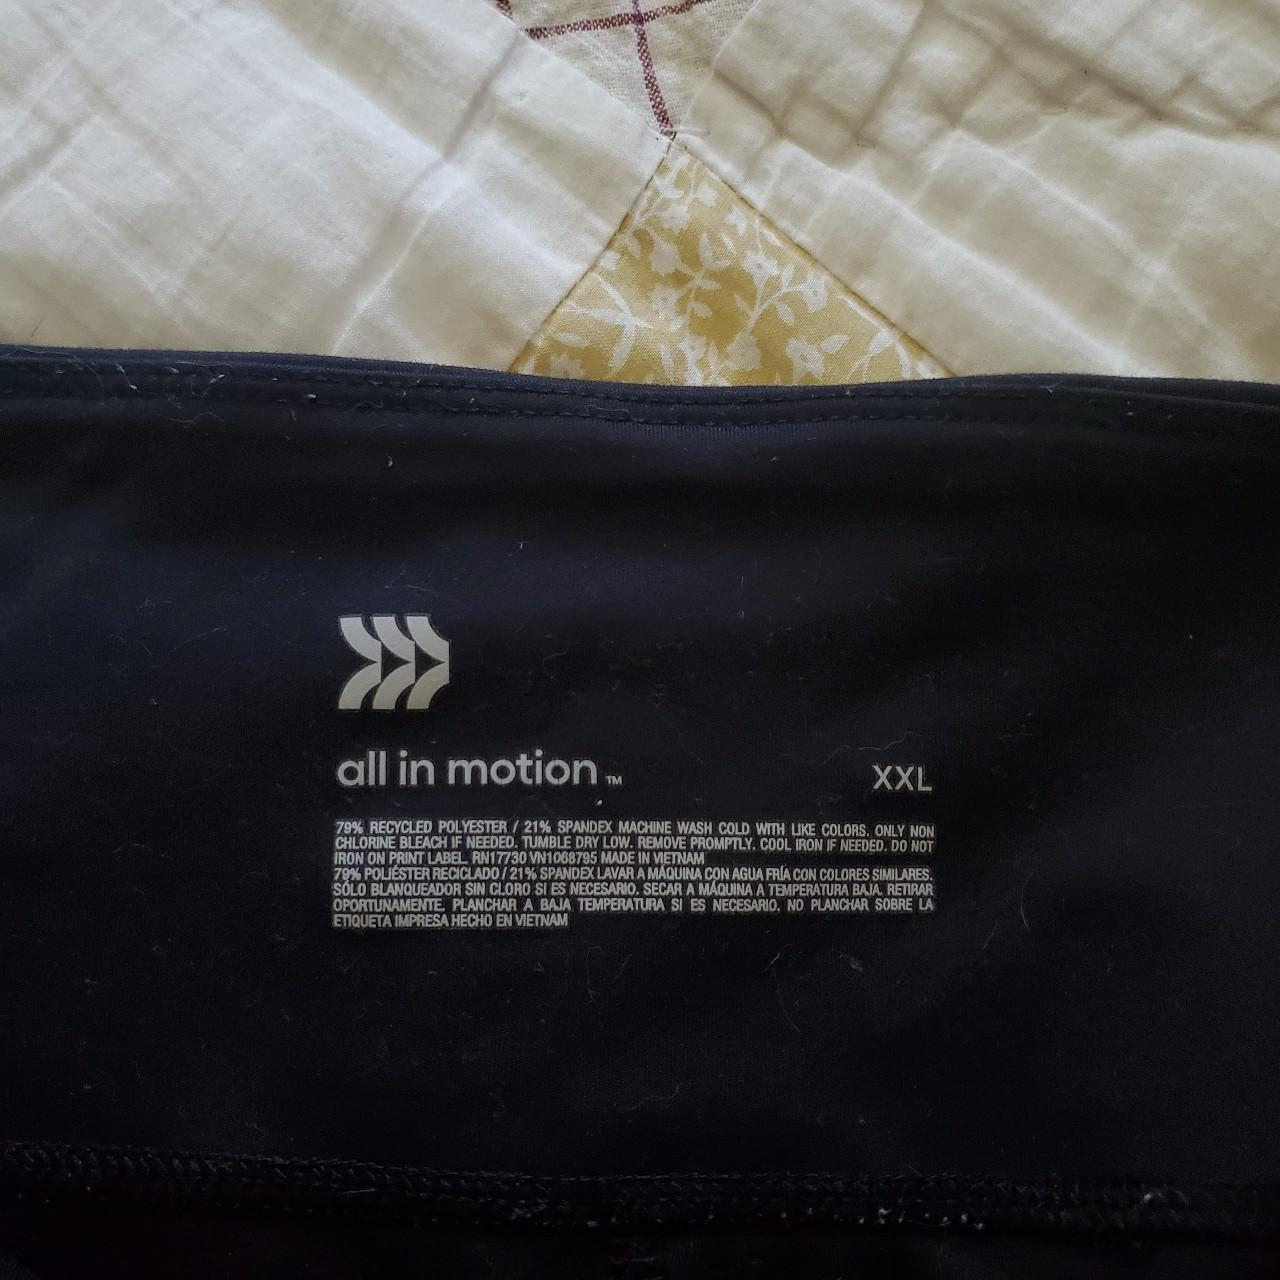 all in motion™ XXL
79% RECYCLED POLYESTER / 21% SPANDEX MACHINE WASH COLD WITH LIKE COLORS. ONLY NON
CHLORINE BLEACH IF NEEDED. TUMBLE DRY LOW. REMOVE PROMPTLY. COOL IRON IF NEEDED. DO NOT
IRON ON PRINT LABEL. RN17730 VN1068795 MADE IN VIETNAM
79% POLIÉSTER RECICLADO / 21% SPANDEX LAVAR A MÁQUINA CON AGUA FRÍA CON COLORES SIMILARES.
SÓLO BLANQUEADOR SIN CLORO SI ES NECESARIO. SECAR A MÁQUINA A TEMPERATURA BAJA. RETIRAR
OPORTUNAMENTE. PLANCHAR A BAJA TEMPERATURA SI ES NECESARIO. NO PLANCHAR SOBRE LA
ETIQUETA IMPRESA HECHO EN VIETNAM